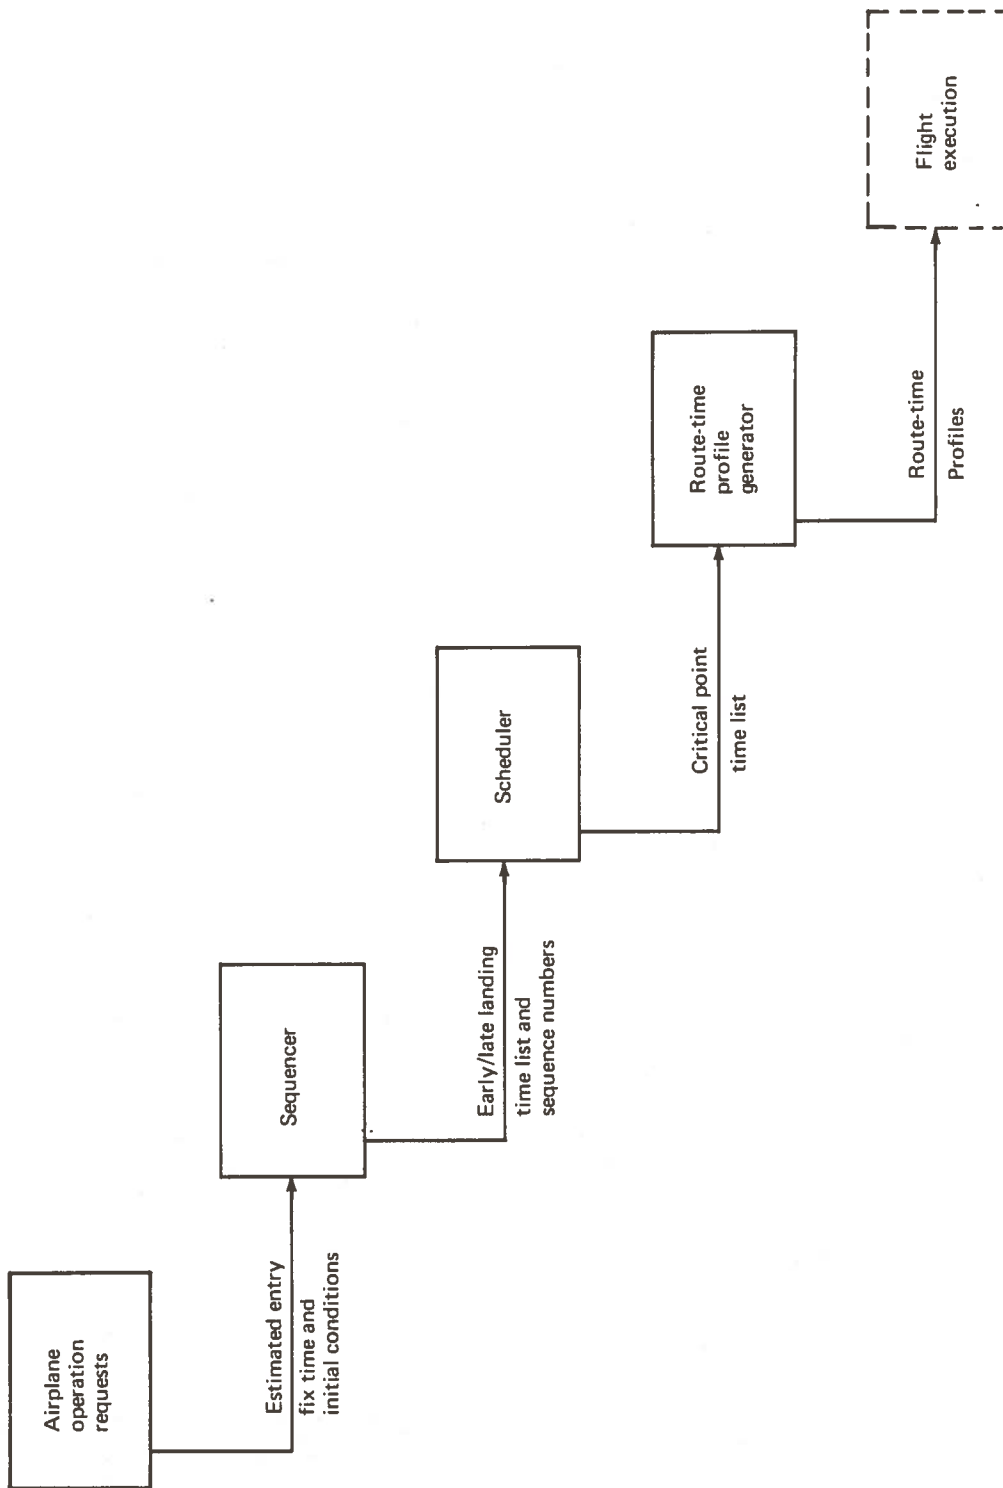 Airplane
operation
requests
Estimated entry
fix time and
initial conditions
Sequencer
Early/late landing
time list and
sequence numbers
Scheduler
Critical point
time list
Route-time
profile
generator
Route-time
Profiles
Flight
execution